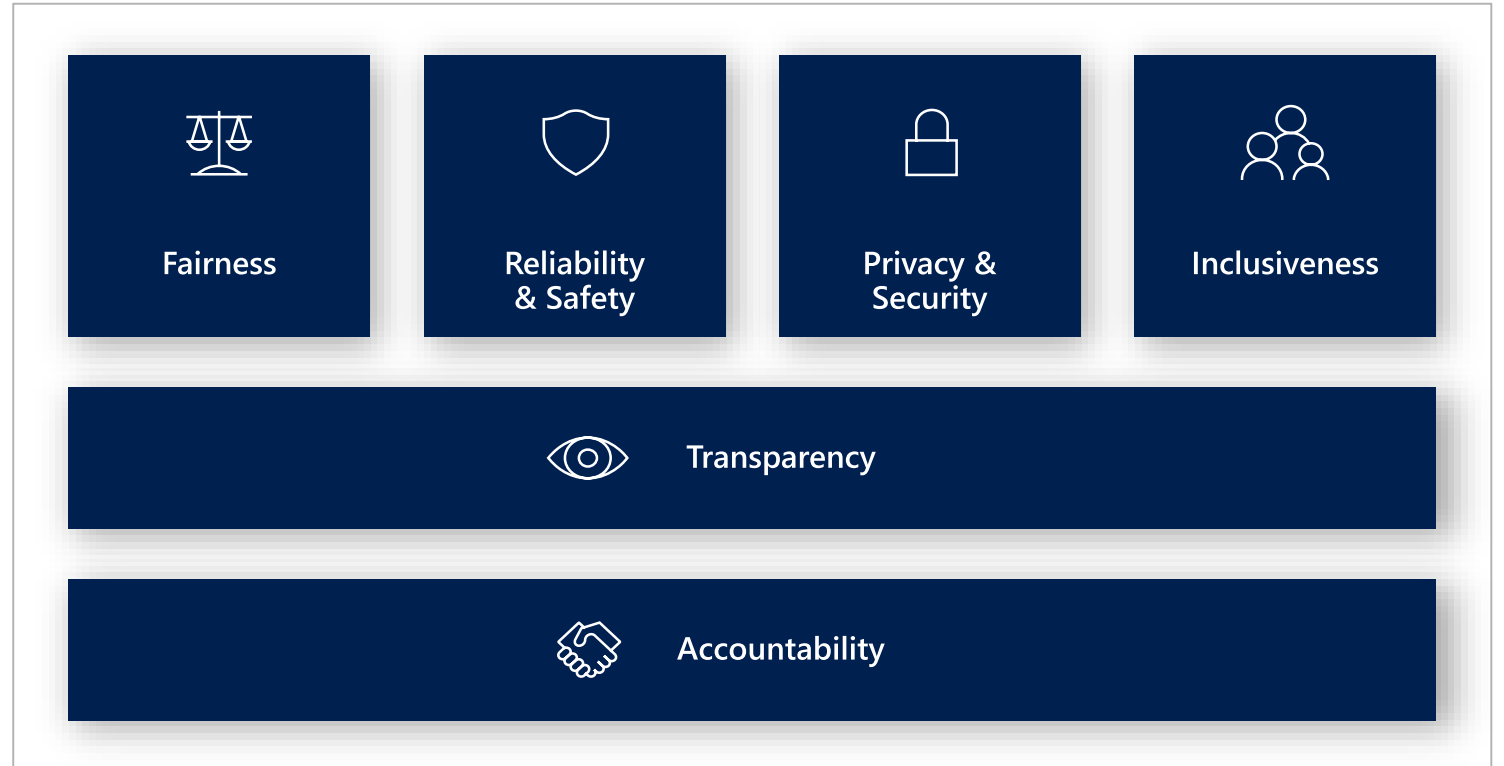 Fairness
Reliability
& Safety
Privacy &
Security
Inclusiveness
Transparency
Accountability